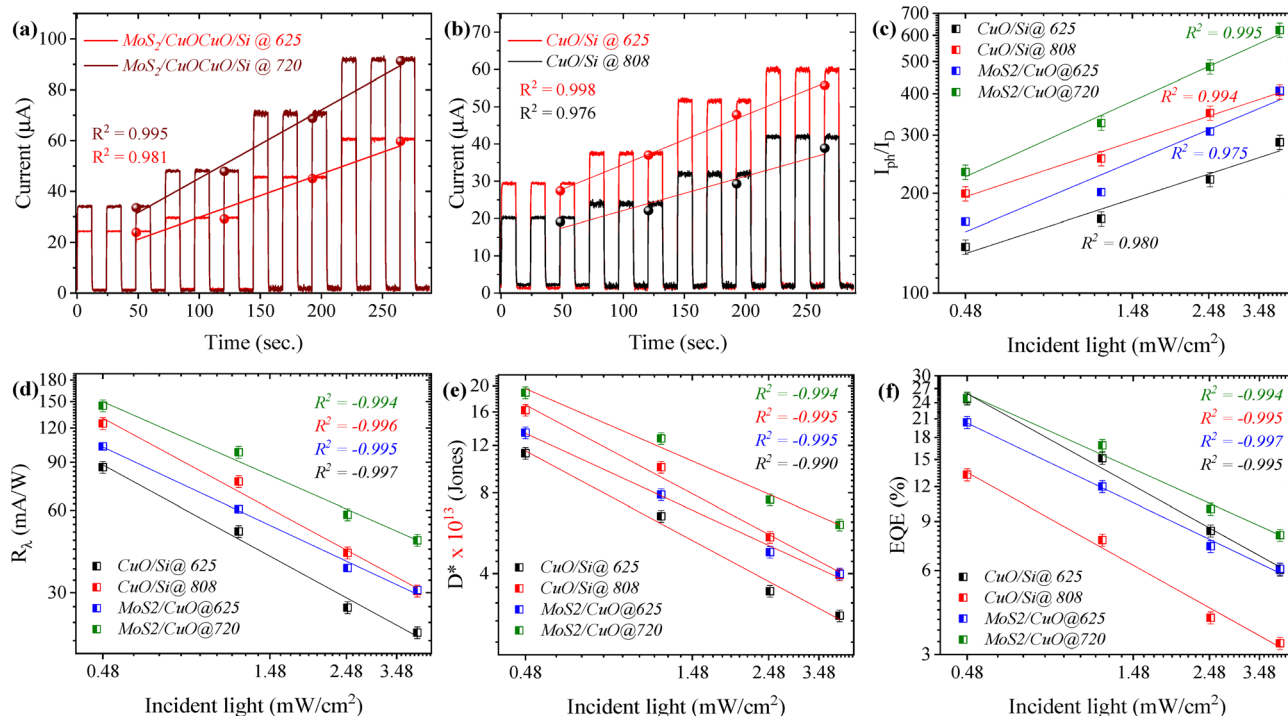 (a)
MoS2/CuOCuO/Si @ 625
MoS2/CuOCuO/Si @ 720
R2 = 0.995
R2 = 0.981
Current (µA)
100
80
60
40
20
0
0 50 100 150 200 250
Time (sec.)
(b)
CuO/Si @ 625
CuO/Si @ 808
R2 = 0.998
R2 = 0.976
Current (µA)
70
60
50
40
30
20
10
0
0 50 100 150 200 250
Time (sec.)
(c)
CuO/Si@ 625
CuO/Si@ 808
MoS2/CuO@625
MoS2/CuO@720
R2 = 0.995
R2 = 0.994
R2 = 0.975
R2 = 0.980
Iph/ID
700
600
500
400
300
200
100
0.48 1.48 2.48 3.48
Incident light (mW/cm2)
(d)
R2 = -0.994
R2 = -0.996
R2 = -0.995
R2 = -0.997
CuO/Si@ 625
CuO/Si@ 808
MoS2/CuO@625
MoS2/CuO@720
Rλ (mA/W)
180
150
120
90
60
30
0.48 1.48 2.48 3.48
Incident light (mW/cm2)
(e)
R2 = -0.994
R2 = -0.995
R2 = -0.995
R2 = -0.990
CuO/Si@ 625
CuO/Si@ 808
MoS2/CuO@625
MoS2/CuO@720
D* x 1013 (Jones)
20
16
12
8
4
0.48 1.48 2.48 3.48
Incident light (mW/cm2)
(f)
R2 = -0.994
R2 = -0.995
R2 = -0.997
R2 = -0.995
CuO/Si@ 625
CuO/Si@ 808
MoS2/CuO@625
MoS2/CuO@720
EQE (%)
30
27
24
21
18
15
12
9
6
3
0.48 1.48 2.48 3.48
Incident light (mW/cm2)